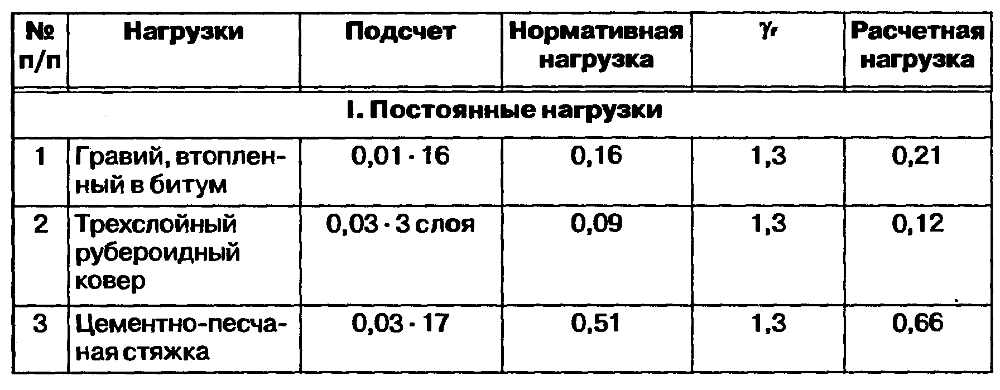 № п/п Нагрузки Подсчет Нормативная нагрузка γf Расчетная нагрузка
I. Постоянные нагрузки
1 Гравий, втоплен-ный в битум 0,01 · 16 0,16 1,3 0,21
2 Трехслойный рубероидный ковер 0,03 · 3 слоя 0,09 1,3 0,12
3 Цементно-песча-ная стяжка 0,03 · 17 0,51 1,3 0,66